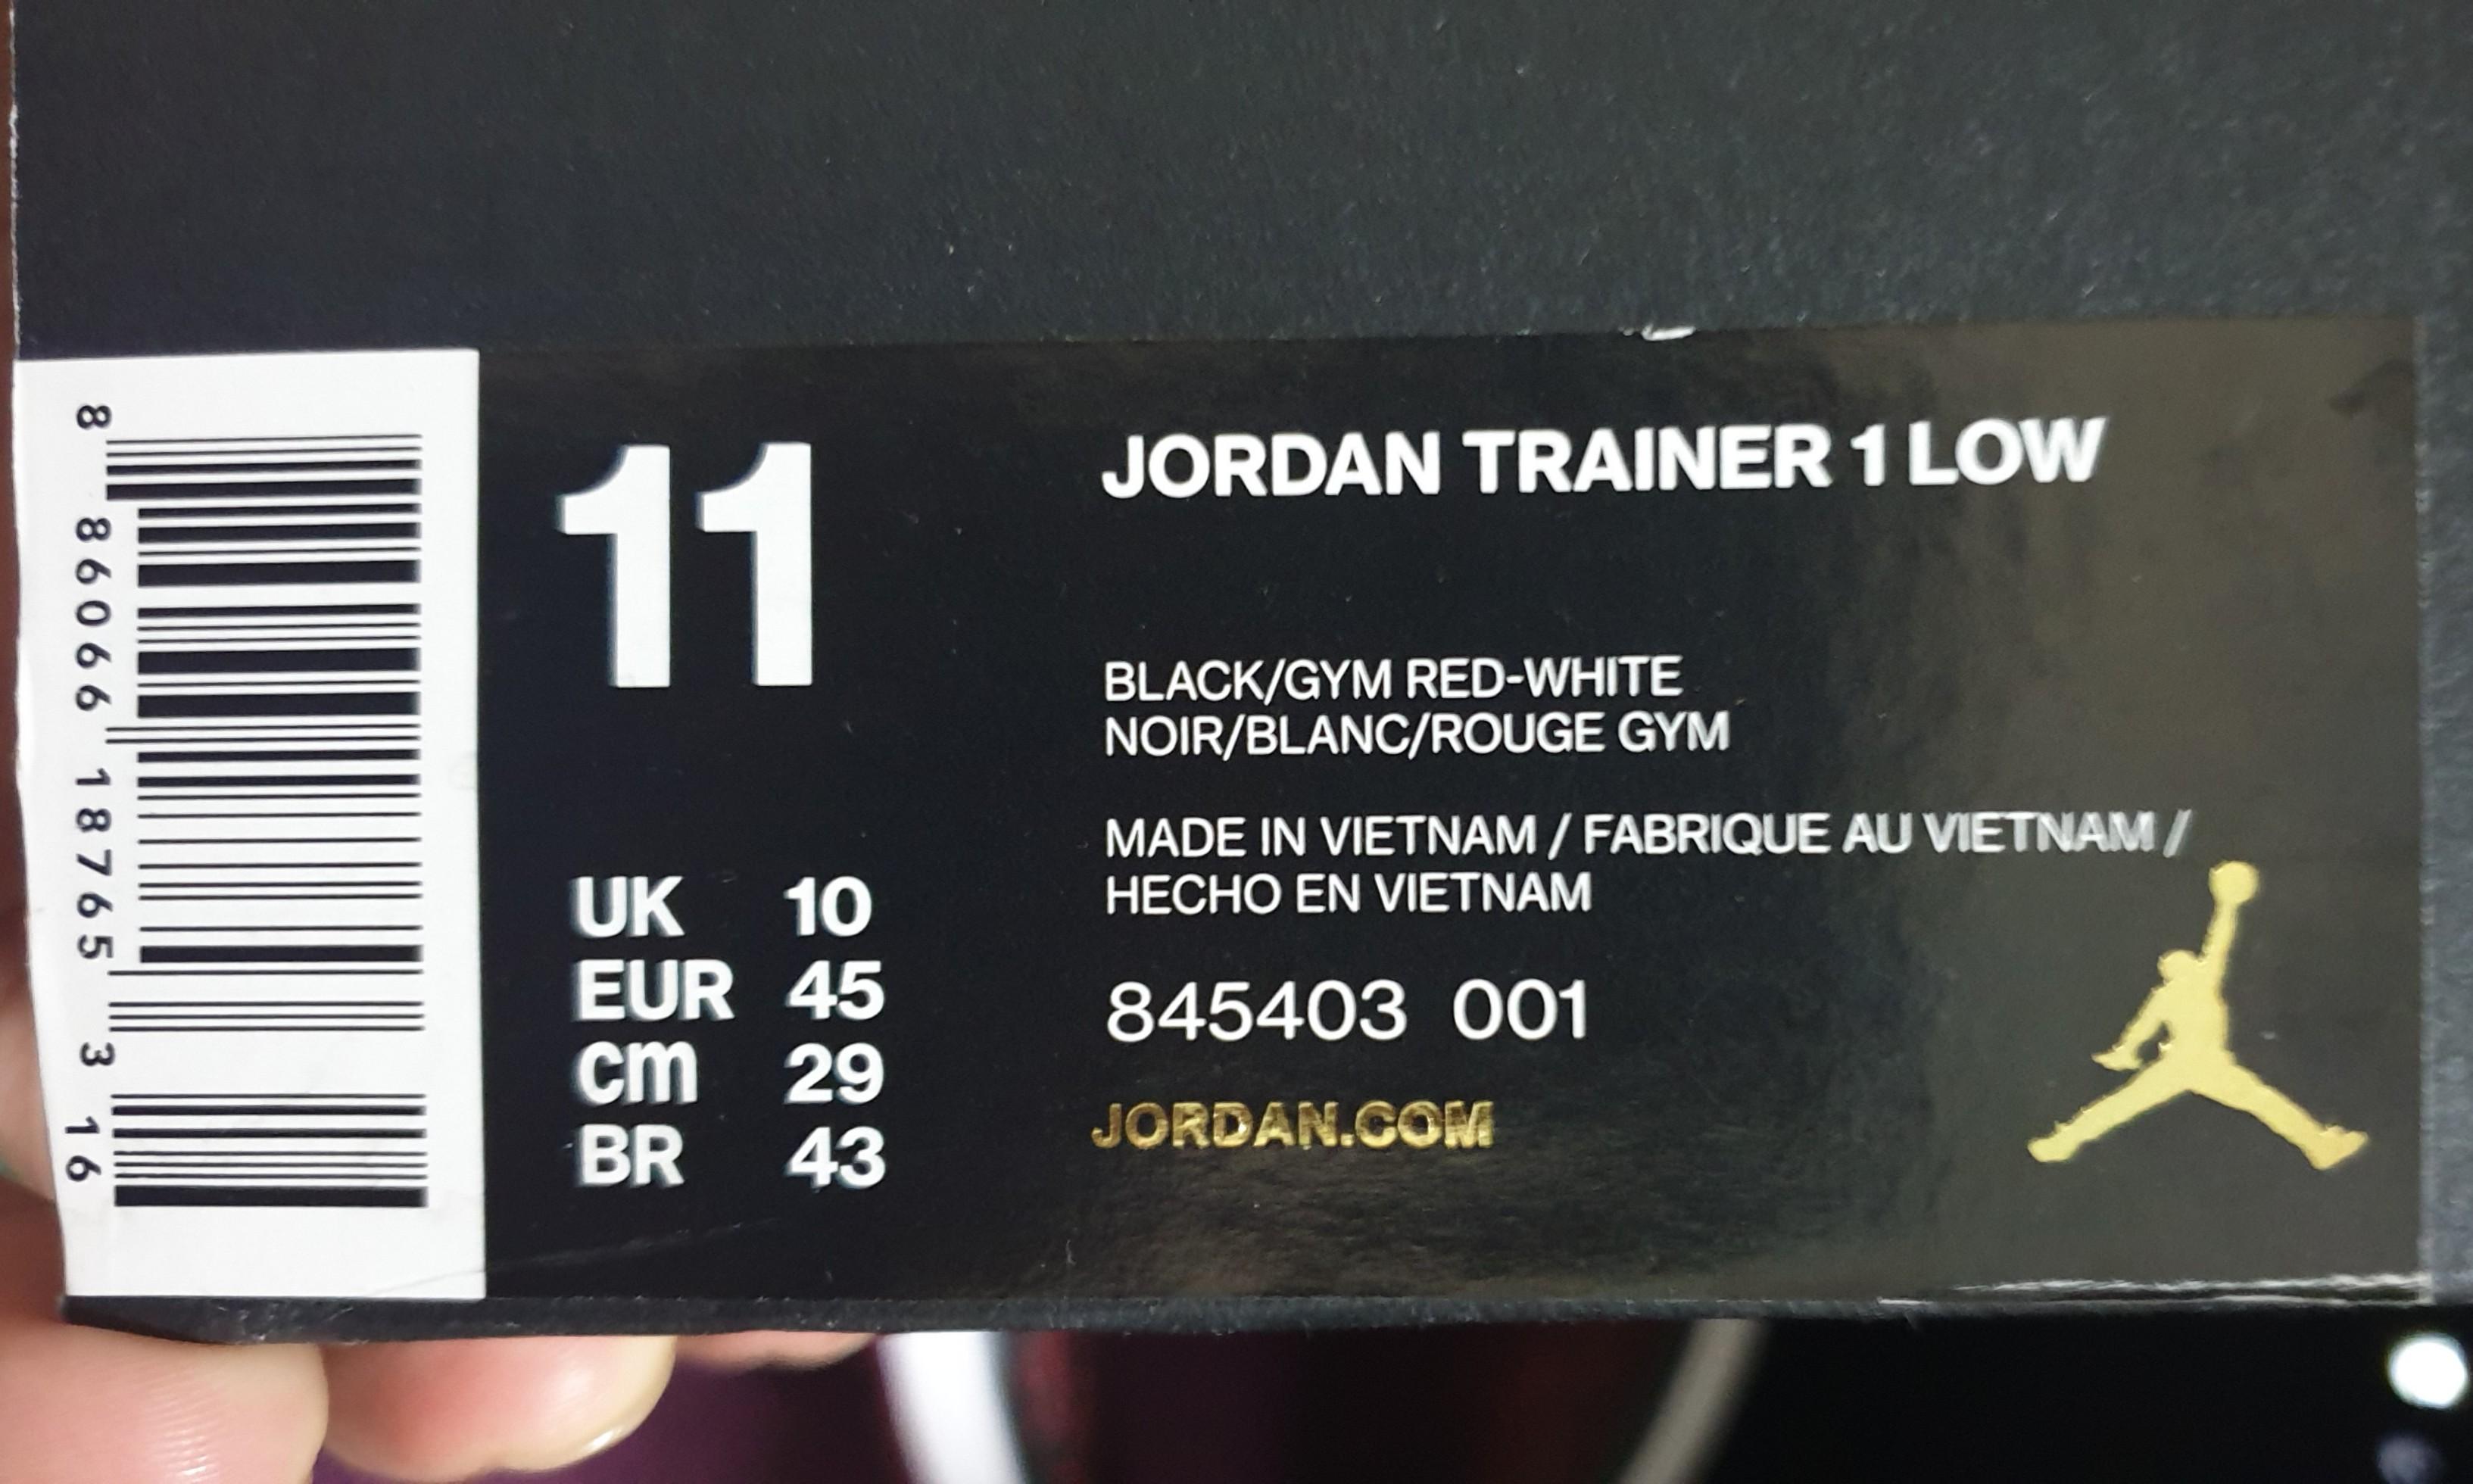 8 86066 18765 3 16
11
UK 10
EUR 45
cm 29
BR 43
JORDAN TRAINER 1 LOW
BLACK/GYM RED-WHITE
NOIR/BLANC/ROUGE GYM
MADE IN VIETNAM / FABRIQUE AU VIETNAM /
HECHO EN VIETNAM
845403 001
JORDAN.COM